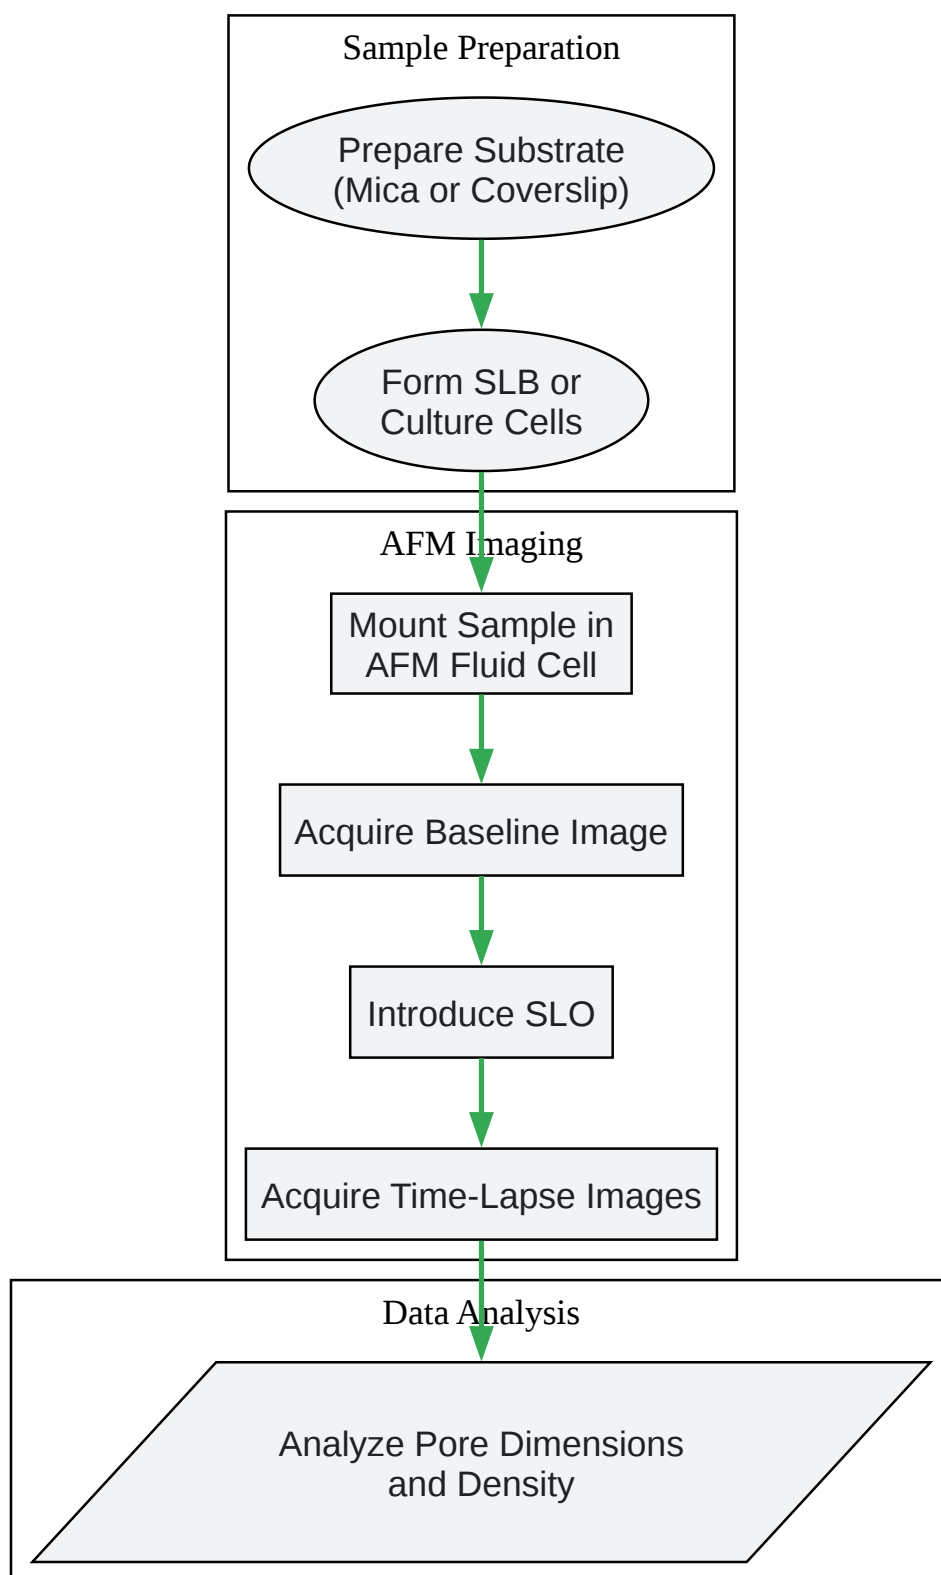 Sample Preparation
Prepare Substrate
(Mica or Coverslip)
Form SLB or
Culture Cells
AFM Imaging
Mount Sample in
AFM Fluid Cell
Acquire Baseline Image
Introduce SLO
Acquire Time-Lapse Images
Data Analysis
Analyze Pore Dimensions
and Density